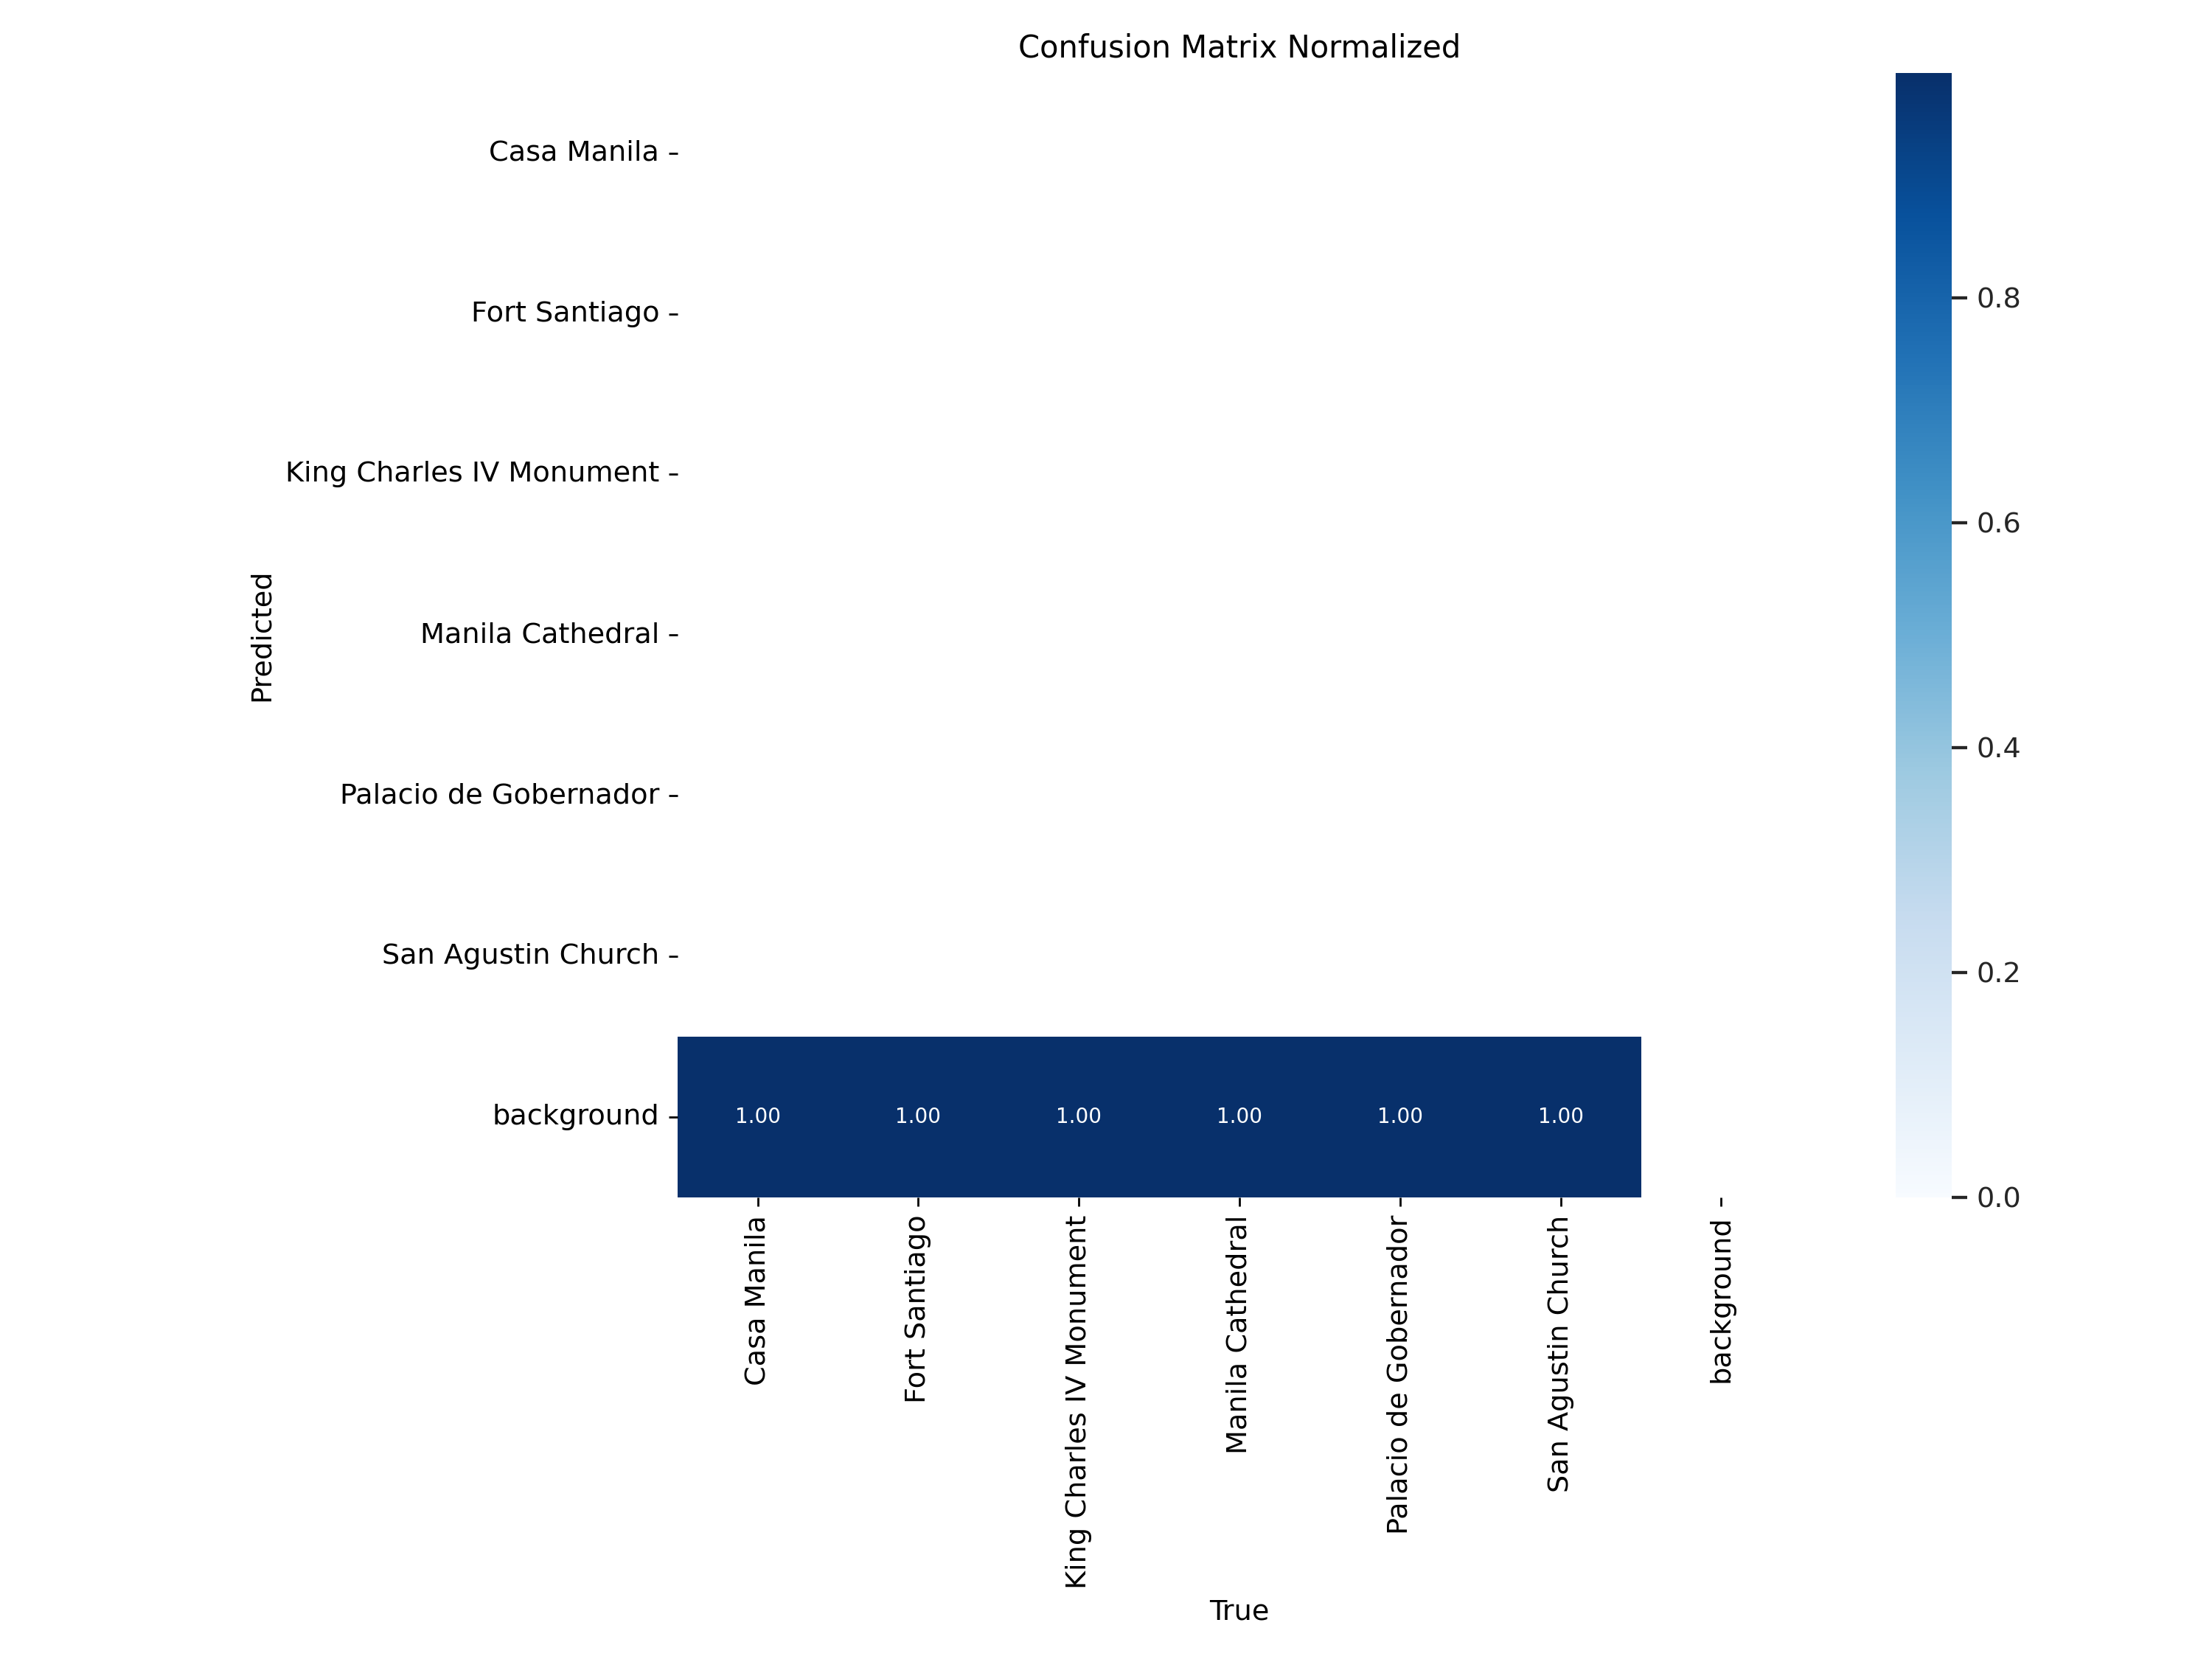 Confusion Matrix Normalized
Casa Manila
Fort Santiago
King Charles IV Monument
Manila Cathedral
Palacio de Gobernador
San Agustin Church
background
Predicted
1.00 1.00 1.00 1.00 1.00 1.00
Casa Manila
Fort Santiago
King Charles IV Monument
Manila Cathedral
Palacio de Gobernador
San Agustin Church
background
True
0.8
0.6
0.4
0.2
0.0